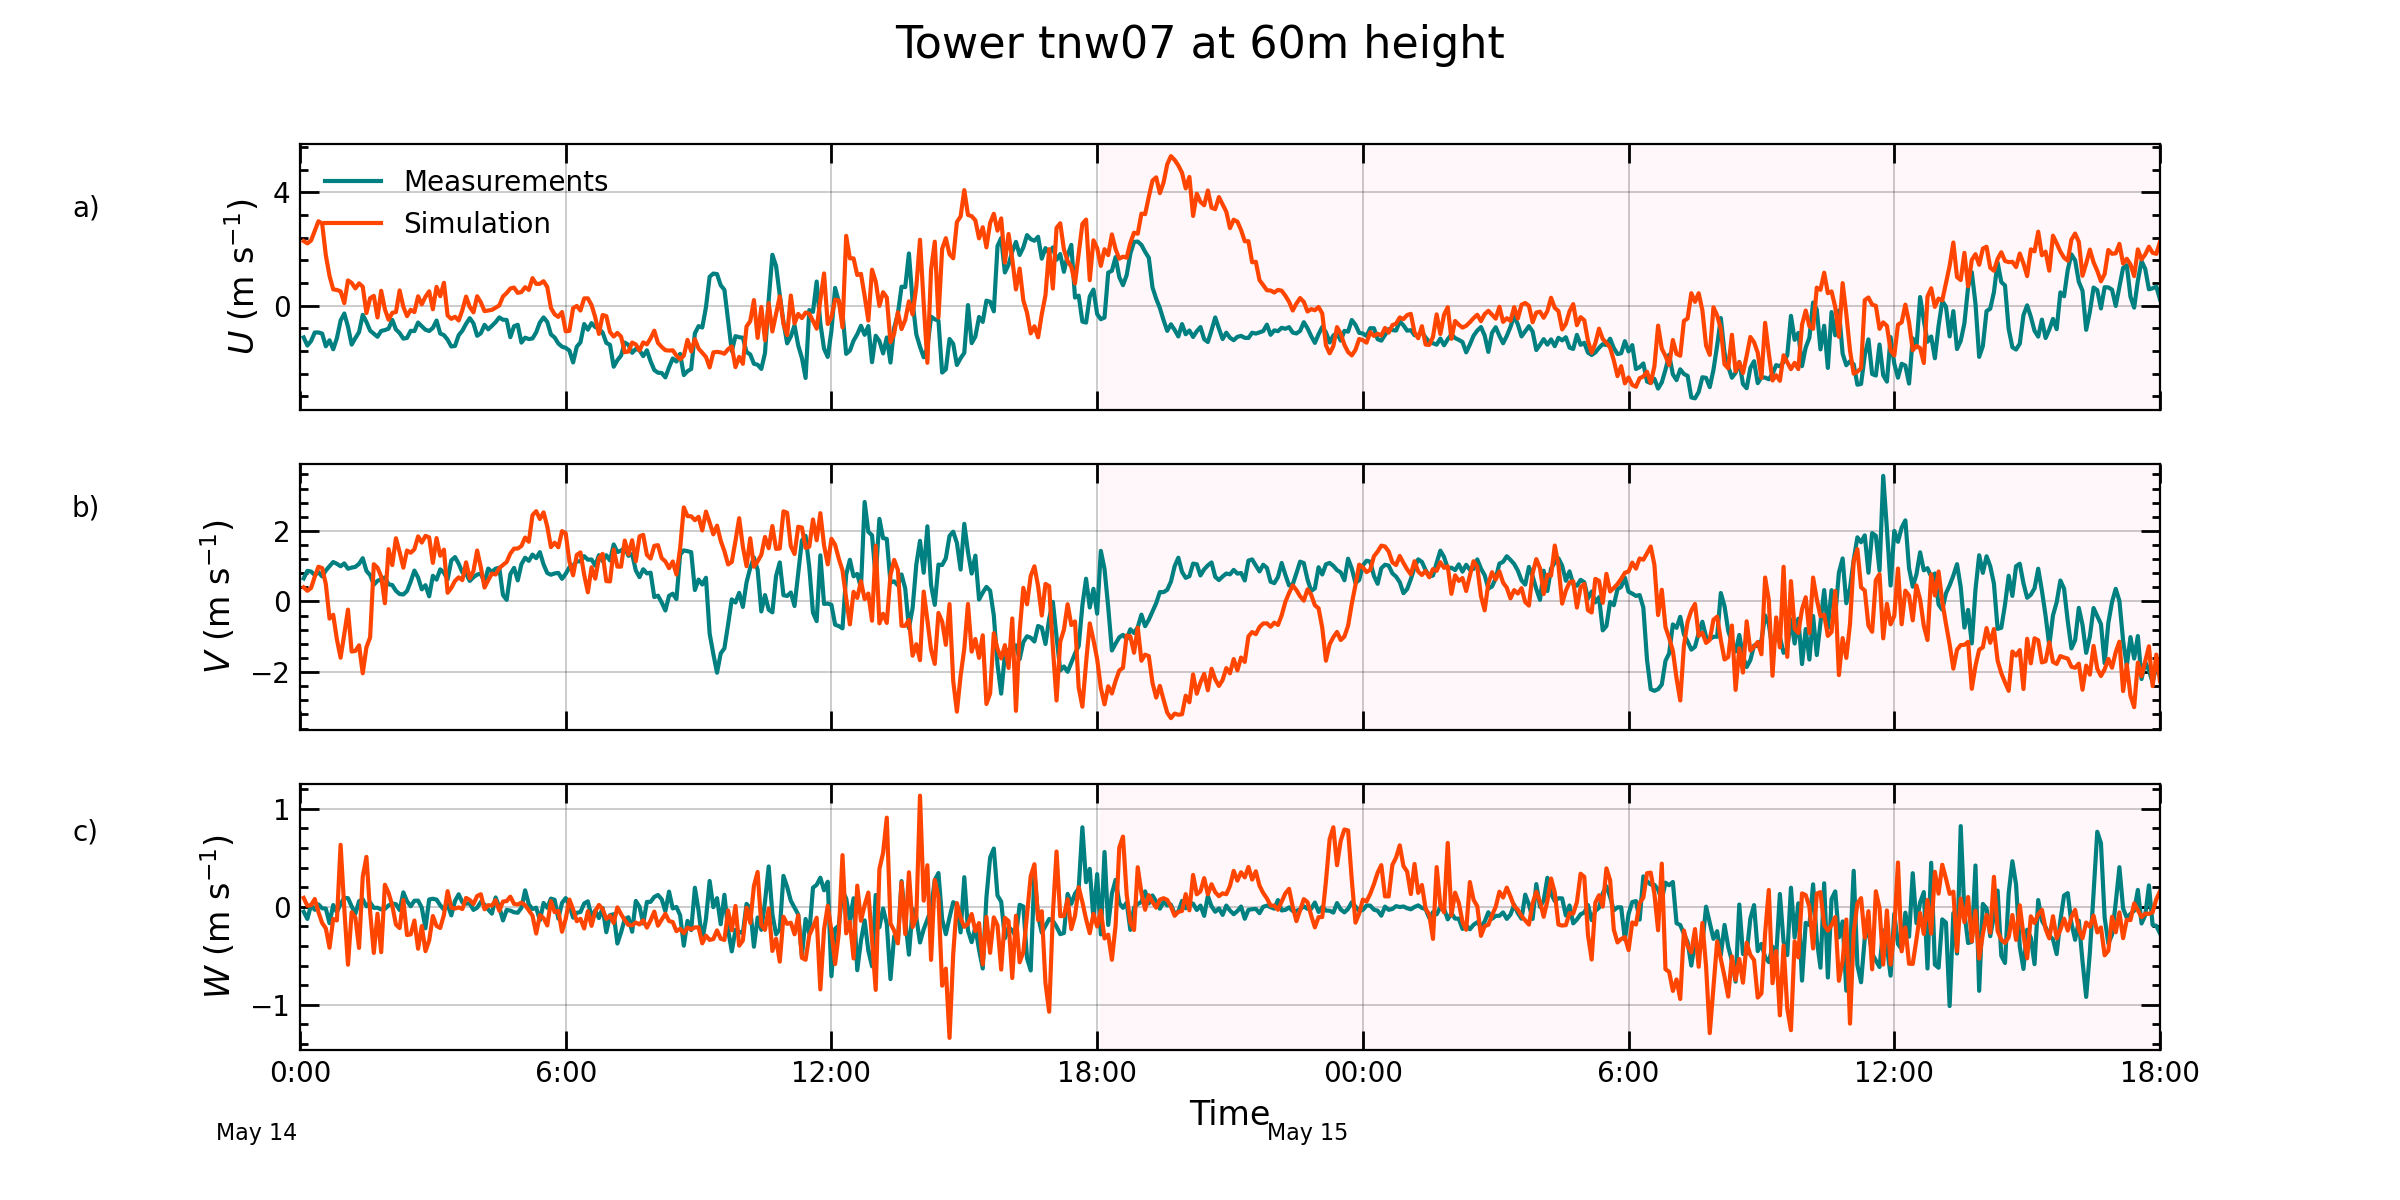 Tower tnw07 at 60m height
a)
U (m s⁻¹)
4
0
Measurements
Simulation
b)
V (m s⁻¹)
2
0
−2
c)
W (m s⁻¹)
1
0
−1
0:00 6:00 12:00 18:00 00:00 6:00 12:00 18:00
Time
May 14 May 15